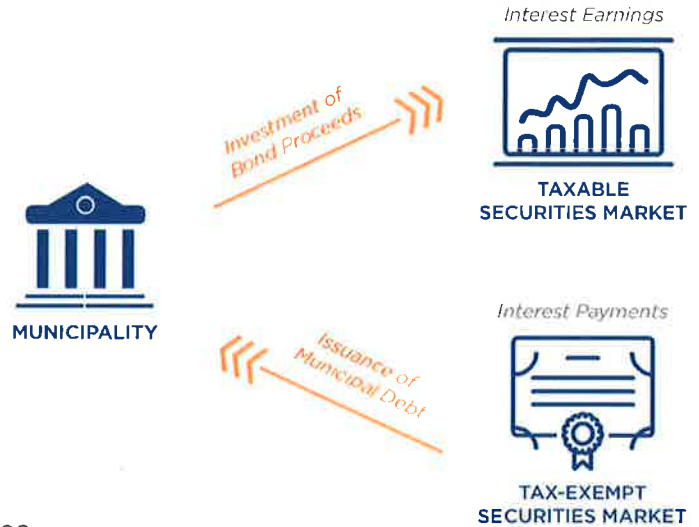 Interest Earnings
Investment of
Bond Proceeds
TAXABLE
SECURITIES MARKET
MUNICIPALITY
Interest Payments
Issuance of
Municipal Debt
TAX-EXEMPT
SECURITIES MARKET